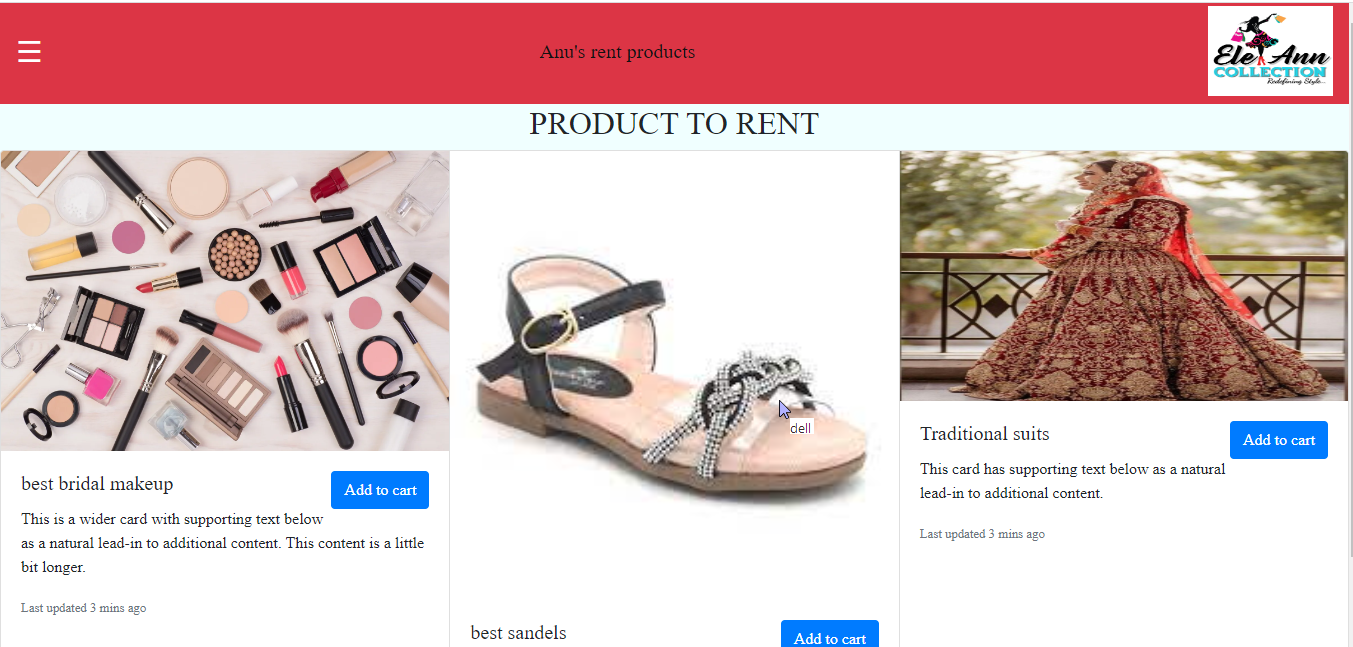 ☰
Anu's rent products
Ele Ann
COLLECTION
Redefining Style...
PRODUCT TO RENT
best bridal makeup
Add to cart
This is a wider card with supporting text below
as a natural lead-in to additional content. This content is a little
bit longer.
Last updated 3 mins ago
dell
best sandels
Add to cart
Traditional suits
Add to cart
This card has supporting text below as a natural
lead-in to additional content.
Last updated 3 mins ago